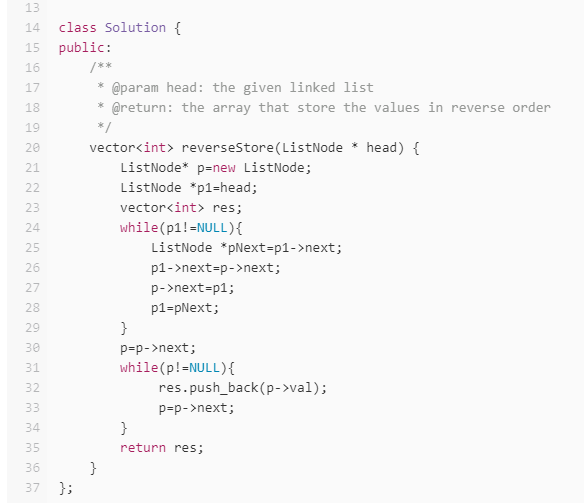 13
14 class Solution {
15 public:
16     /**
17      * @param head: the given linked list
18      * @return: the array that store the values in reverse order
19      */
20     vector<int> reverseStore(ListNode * head) {
21         ListNode* p=new ListNode;
22         ListNode *p1=head;
23         vector<int> res;
24         while(p1!=NULL){
25             ListNode *pNext=p1->next;
26             p1->next=p->next;
27             p->next=p1;
28             p1=pNext;
29         }
30         p=p->next;
31         while(p!=NULL){
32              res.push_back(p->val);
33              p=p->next;
34         }
35         return res;
36     }
37 };